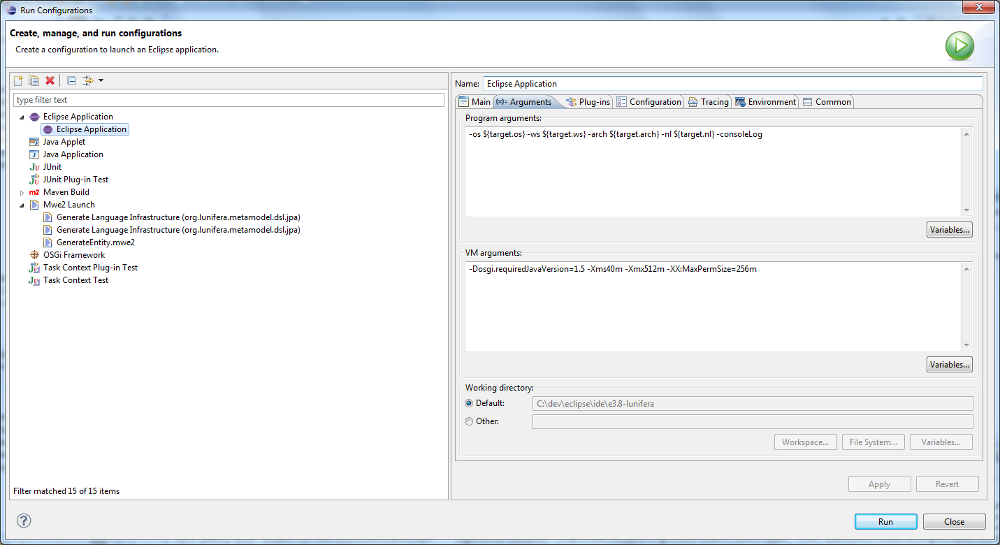 Run Configurations
Create, manage, and run configurations
Create a configuration to launch an Eclipse application.
type filter text
Eclipse Application
Eclipse Application
Java Applet
Java Application
JUnit
JUnit Plug-in Test
Maven Build
Mwe2 Launch
Generate Language Infrastructure (org.lunifera.metamodel.dsl.jpa)
Generate Language Infrastructure (org.lunifera.metamodel.dsl.jpa)
GenerateEntity.mwe2
OSGi Framework
Task Context Plug-in Test
Task Context Test
Filter matched 15 of 15 items
Name: Eclipse Application
Main (x)= Arguments Plug-ins Configuration Tracing Environment Common
Program arguments:
-os ${target.os} -ws ${target.ws} -arch ${target.arch} -nl ${target.nl} -consoleLog
Variables...
VM arguments:
-Dosgi.requiredJavaVersion=1.5 -Xms40m -Xmx512m -XX:MaxPermSize=256m
Variables...
Working directory:
Default: C:\dev\eclipse\ide\e3.8-lunifera
Other:
Workspace... File System... Variables...
Apply Revert
Run Close